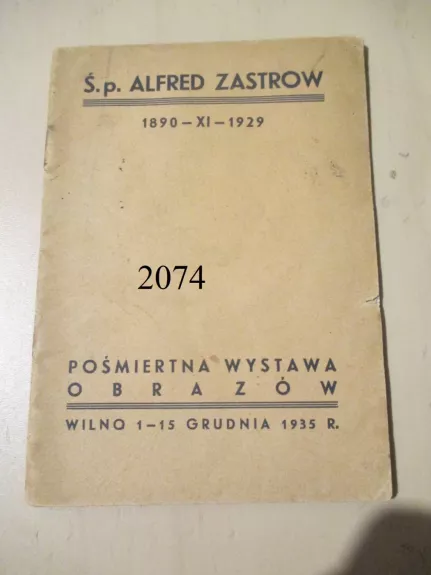 Ś.p. ALFRED ZASTROW
1890 – XI – 1929
2074
POŚMIERTNA WYSTAWA
OBRAZÓW
WILNO 1–15 GRUDNIA 1935 R.